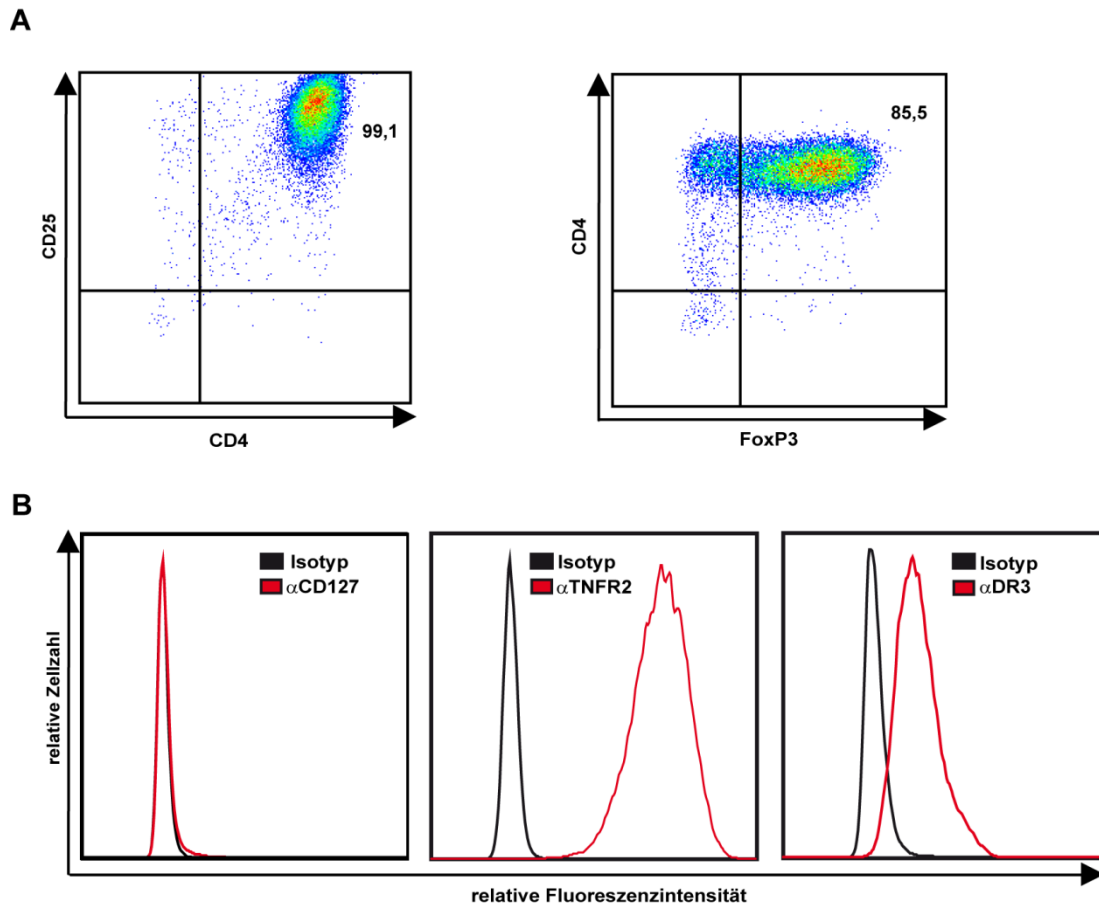 A
CD25
99,1
CD4
CD4
85,5
FoxP3
B
relative Zellzahl
Isotyp
αCD127
Isotyp
αTNFR2
Isotyp
αDR3
relative Fluoreszenzintensität